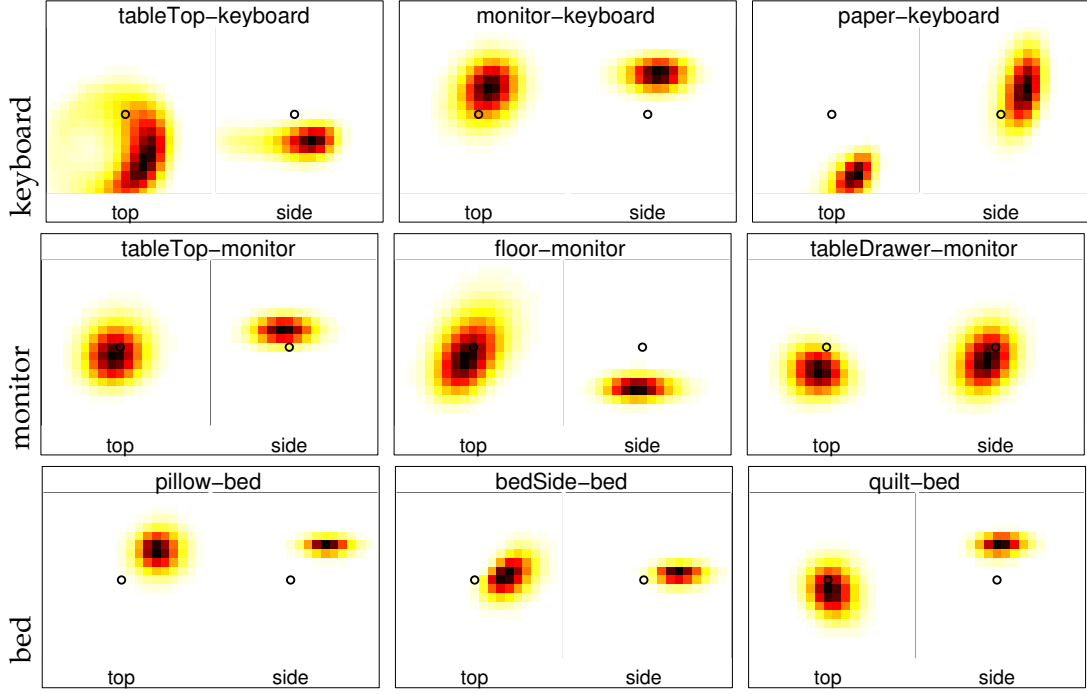 tableTop−keyboard
monitor−keyboard
paper−keyboard
keyboard
top
side
top
side
top
side
tableTop−monitor
floor−monitor
tableDrawer−monitor
monitor
top
side
top
side
top
side
pillow−bed
bedSide−bed
quilt−bed
bed
top
side
top
side
top
side